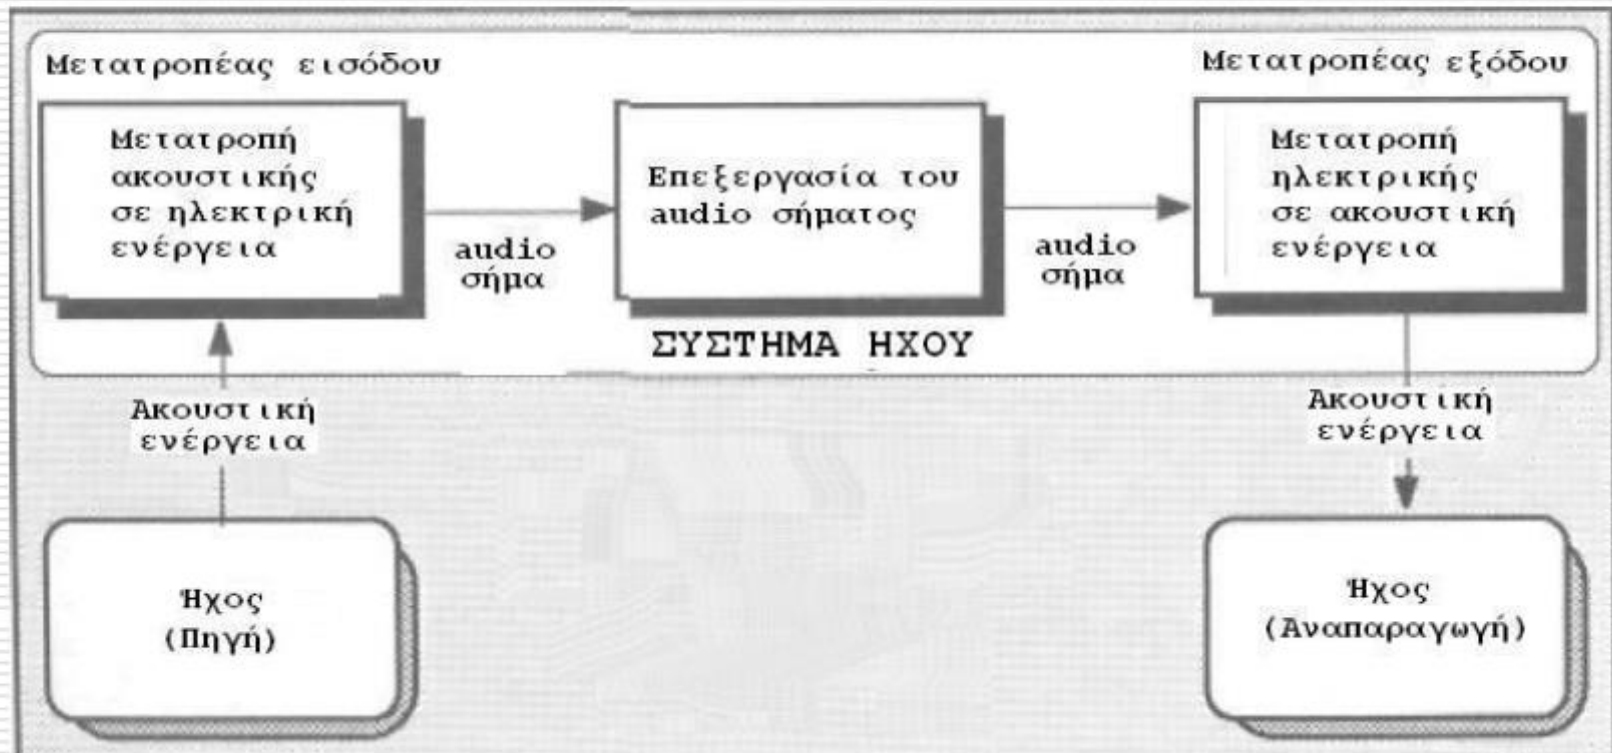 Μετατροπέας εισόδου
Μετατροπέας εξόδου
Μετατροπή
ακουστικής
σε ηλεκτρική
ενέργεια
audio
σήμα
Επεξεργασία του
audio σήματος
audio
σήμα
Μετατροπή
ηλεκτρικής
σε ακουστική
ενέργεια
ΣΥΣΤΗΜΑ ΗΧΟΥ
Ακουστική
ενέργεια
Ακουστική
ενέργεια
Ήχος
(Πηγή)
Ήχος
(Αναπαραγωγή)